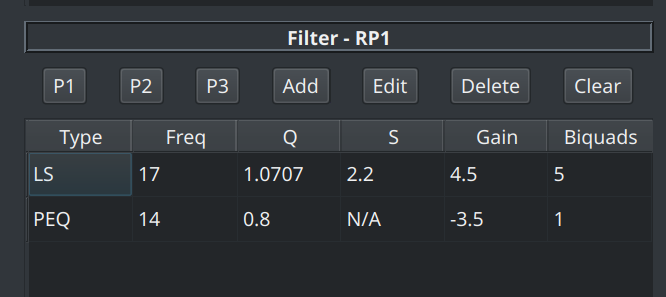 Filter - RP1
P1 P2 P3 Add Edit Delete Clear
Type Freq Q S Gain Biquads
LS 17 1.0707 2.2 4.5 5
PEQ 14 0.8 N/A -3.5 1